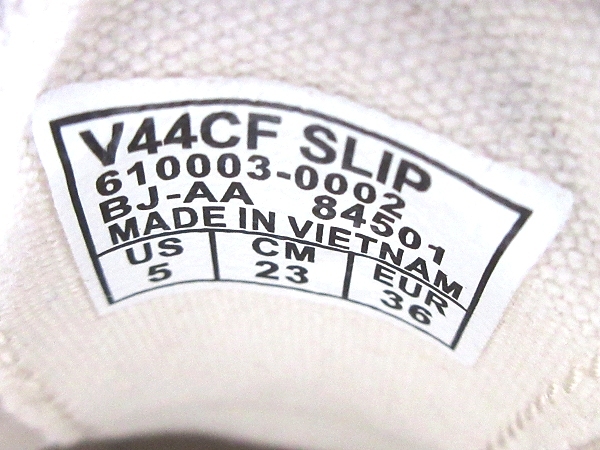 V44CF SLIP
610003-0002
BJ-AA 84501
MADE IN VIETNAM
US CM EUR
5 23 36